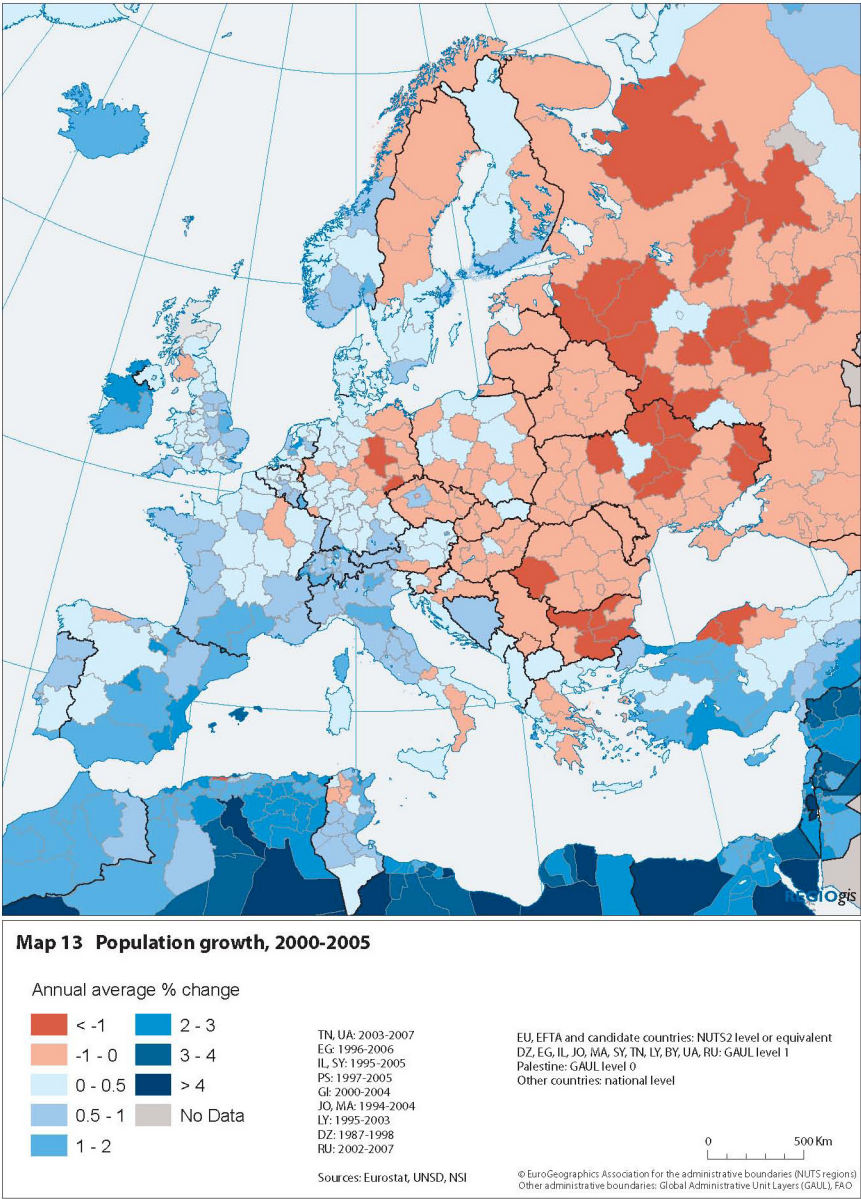 REGIOgis
Map 13 Population growth, 2000-2005
Annual average % change
< -1
-1 - 0
0 - 0.5
0.5 - 1
1 - 2
2 - 3
3 - 4
> 4
No Data
TN, UA: 2003-2007
EG: 1996-2006
IL, SY: 1995-2005
PS: 1997-2005
GI: 2000-2004
JO, MA: 1994-2004
LY: 1995-2003
DZ: 1987-1998
RU: 2002-2007
Sources: Eurostat, UNSD, NSI
EU, EFTA and candidate countries: NUTS2 level or equivalent
DZ, EG, IL, JO, MA, SY, TN, LY, BY, UA, RU: GAUL level 1
Palestine: GAUL level 0
Other countries: national level
0 500 Km
© EuroGeographics Association for the administrative boundaries (NUTS regions)
Other administrative boundaries: Global Administrative Unit Layers (GAUL), FAO